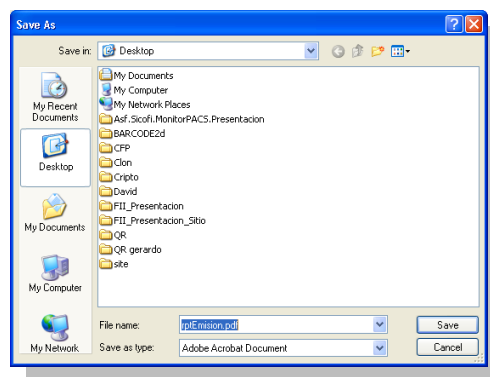 Save As
Save in:
Desktop
My Recent
Documents
Desktop
My Documents
My Computer
My Network
My Documents
My Computer
My Network Places
Asf.Sicofi.MonitorPACS.Presentacion
BARCODE2d
CFP
Clon
Cripto
David
FII_Presentacion
FII_Presentacion_Sitio
QR
QR gerardo
site
File name:
rptEmision.pdf
Save
Save as type:
Adobe Acrobat Document
Cancel